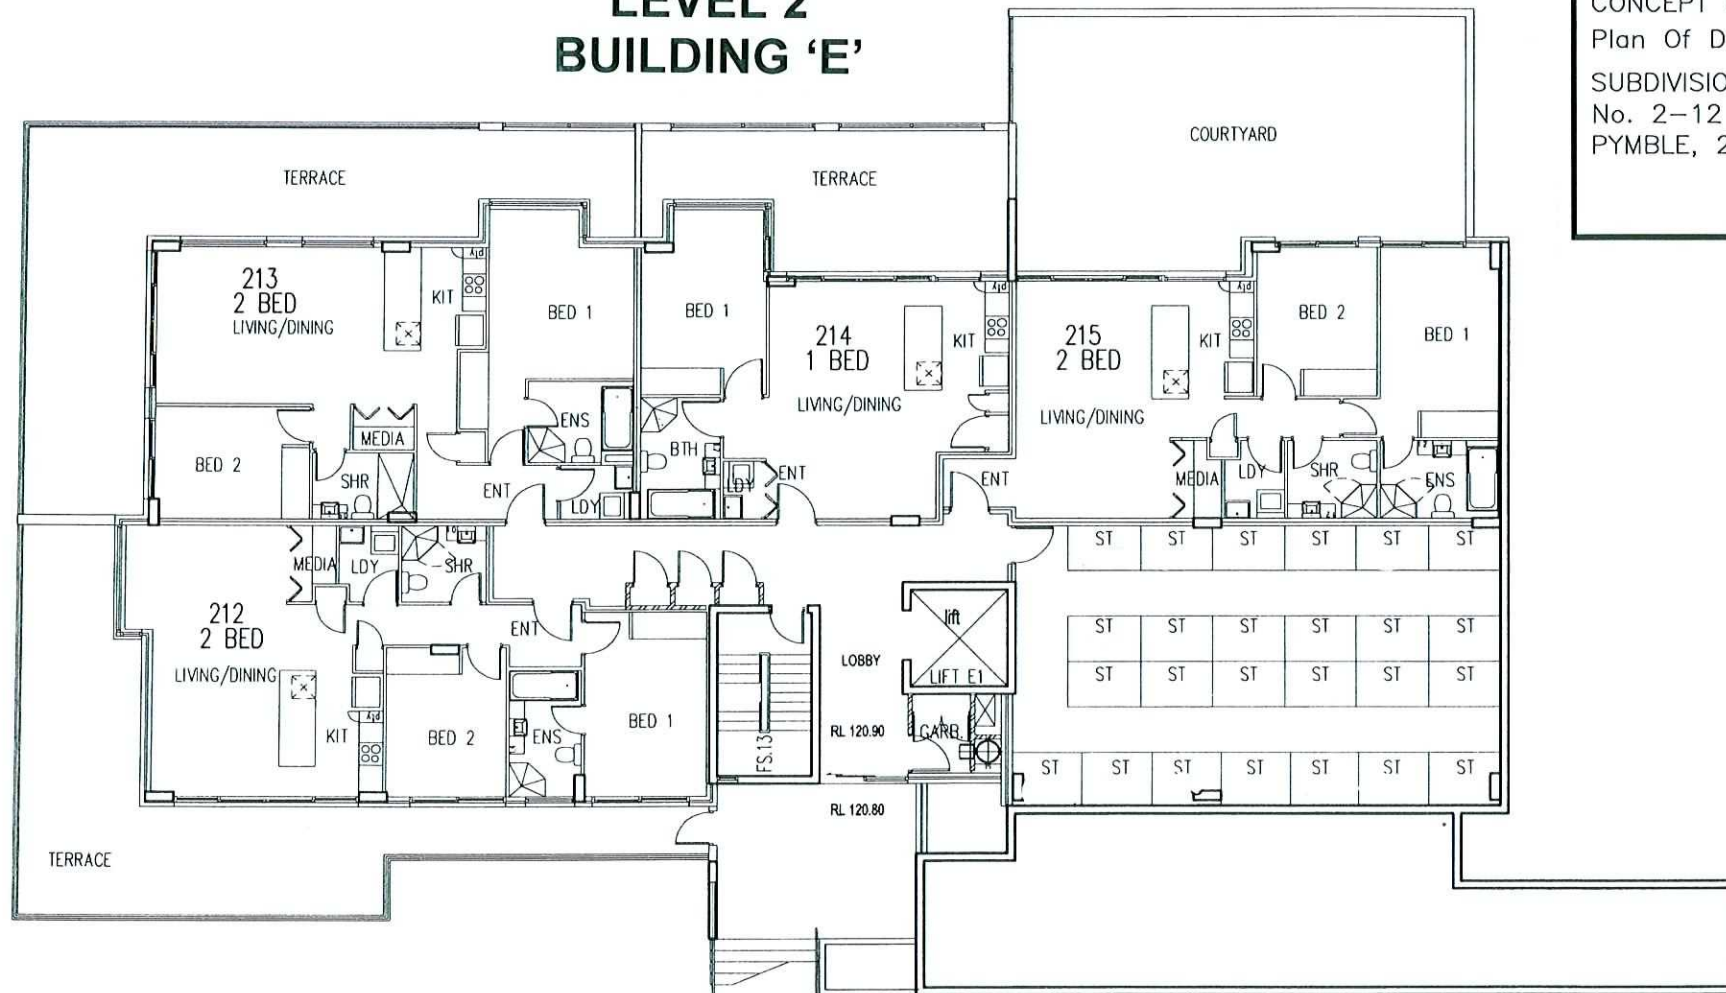 LEVEL 2
BUILDING ‘E’
CONCEPT
Plan Of D
SUBDIVISIO
No. 2-12
PYMBLE, 2
COURTYARD
TERRACE
TERRACE
213
2 BED
LIVING/DINING
KIT
pty
BED 1
BED 2
MEDIA
SHR
ENS
ENT
LDY
BED 1
214
1 BED
LIVING/DINING
KIT
pty
BTH
LDY
ENT
215
2 BED
LIVING/DINING
KIT
pty
BED 2
BED 1
ENT
MEDIA
LDY
SHR
ENS
212
2 BED
LIVING/DINING
MEDIA
LDY
SHR
ENT
KIT
pty
BED 2
ENS
BED 1
TERRACE
FS.13
LOBBY
lift
LIFT E1
GARB.
RL 120.90
RL 120.80
ST ST ST ST ST ST
ST ST ST ST ST ST
ST ST ST ST ST ST
ST ST ST ST ST ST ST